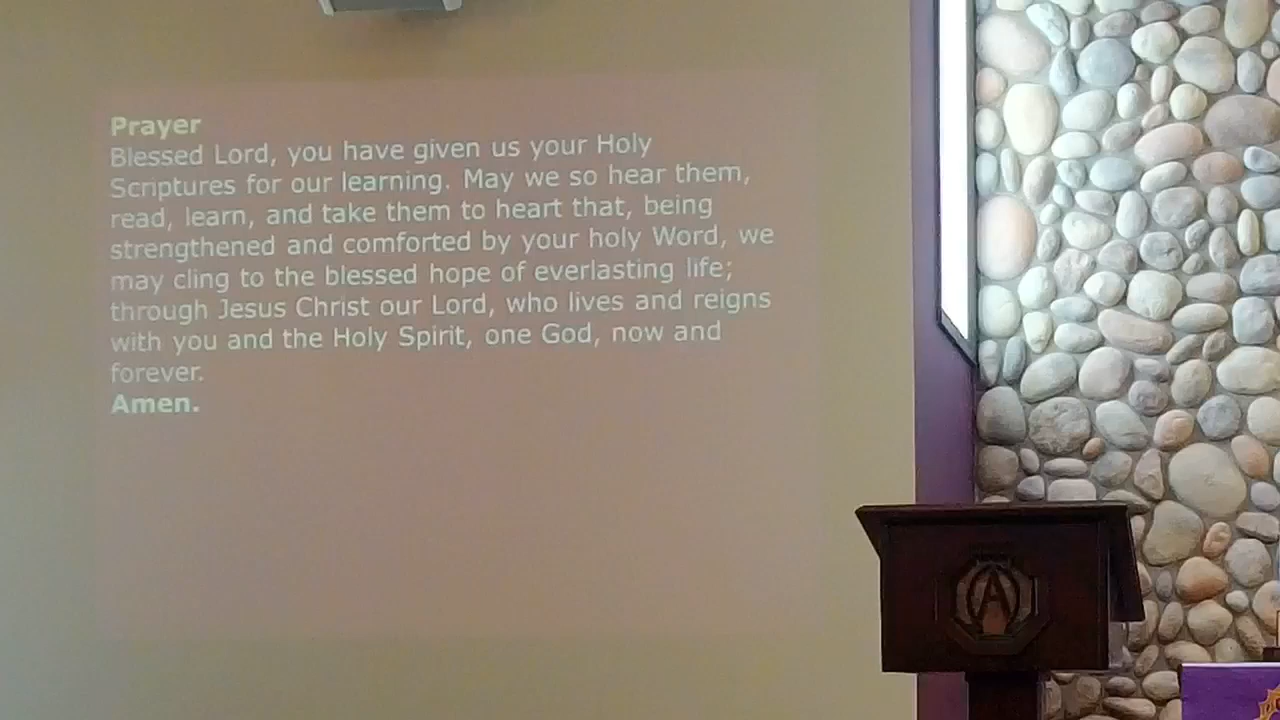 Prayer
Blessed Lord, you have given us your Holy
Scriptures for our learning. May we so hear them,
read, learn, and take them to heart that, being
strengthened and comforted by your holy Word, we
may cling to the blessed hope of everlasting life;
through Jesus Christ our Lord, who lives and reigns
with you and the Holy Spirit, one God, now and
forever.
Amen.